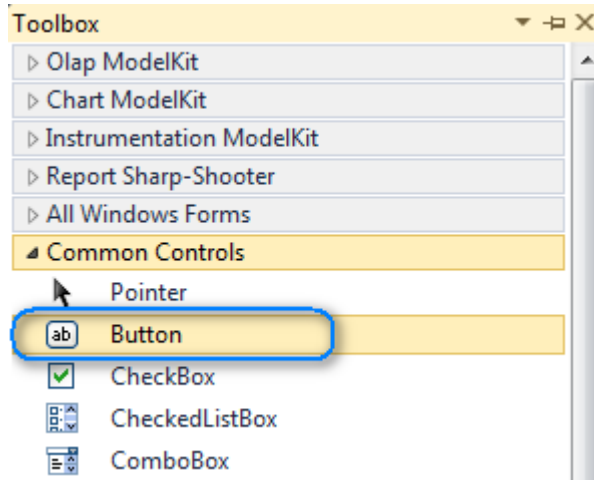 Toolbox
Olap ModelKit
Chart ModelKit
Instrumentation ModelKit
Report Sharp-Shooter
All Windows Forms
Common Controls
Pointer
ab Button
CheckBox
CheckedListBox
ComboBox